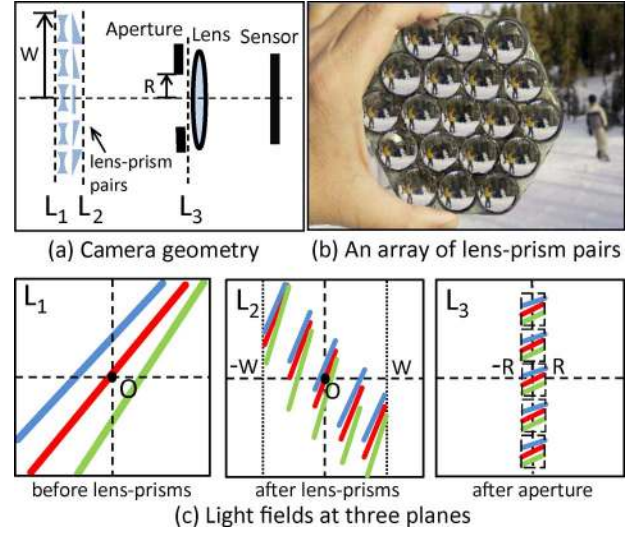 Aperture Lens Sensor
W
R
lens-prism
pairs
L1 L2 L3
(a) Camera geometry
(b) An array of lens-prism pairs
L1 L2 L3
-W W -R R
O O
before lens-prisms after lens-prisms after aperture
(c) Light fields at three planes